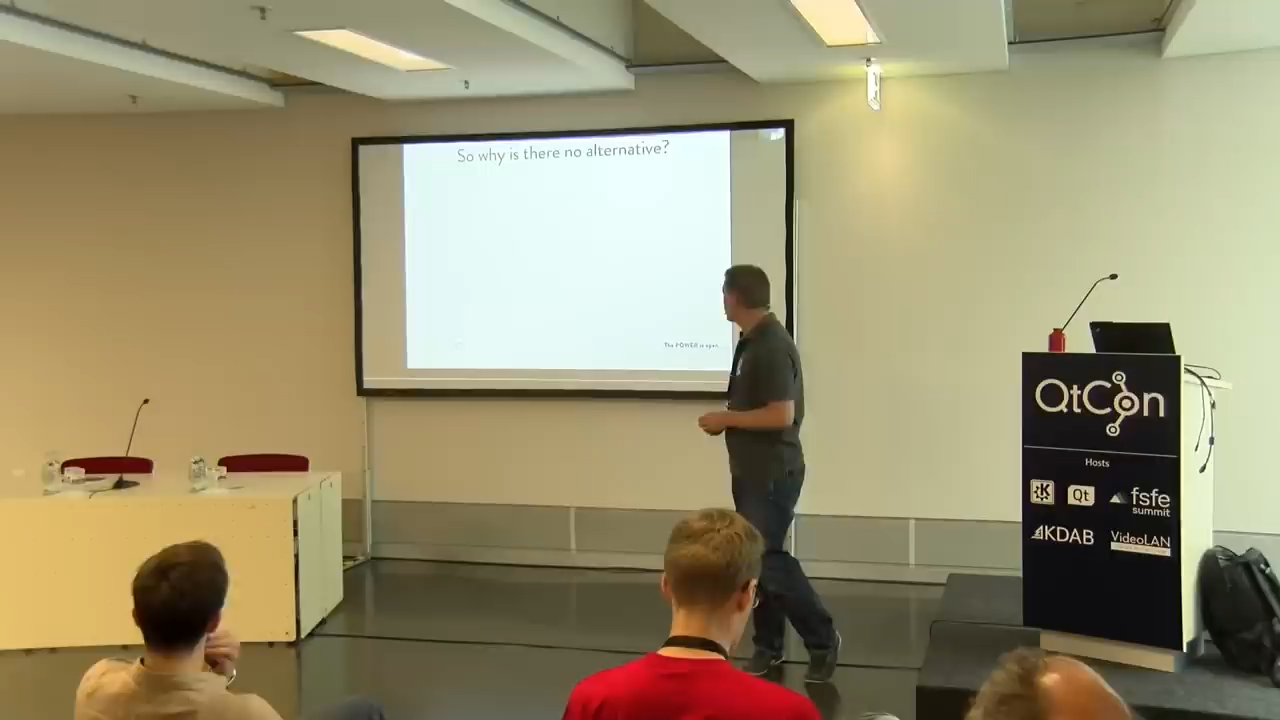 So why is there no alternative?
The POWER is open
QtCon
Hosts
Qt
fsfe
summit
KDAB
VideoLAN